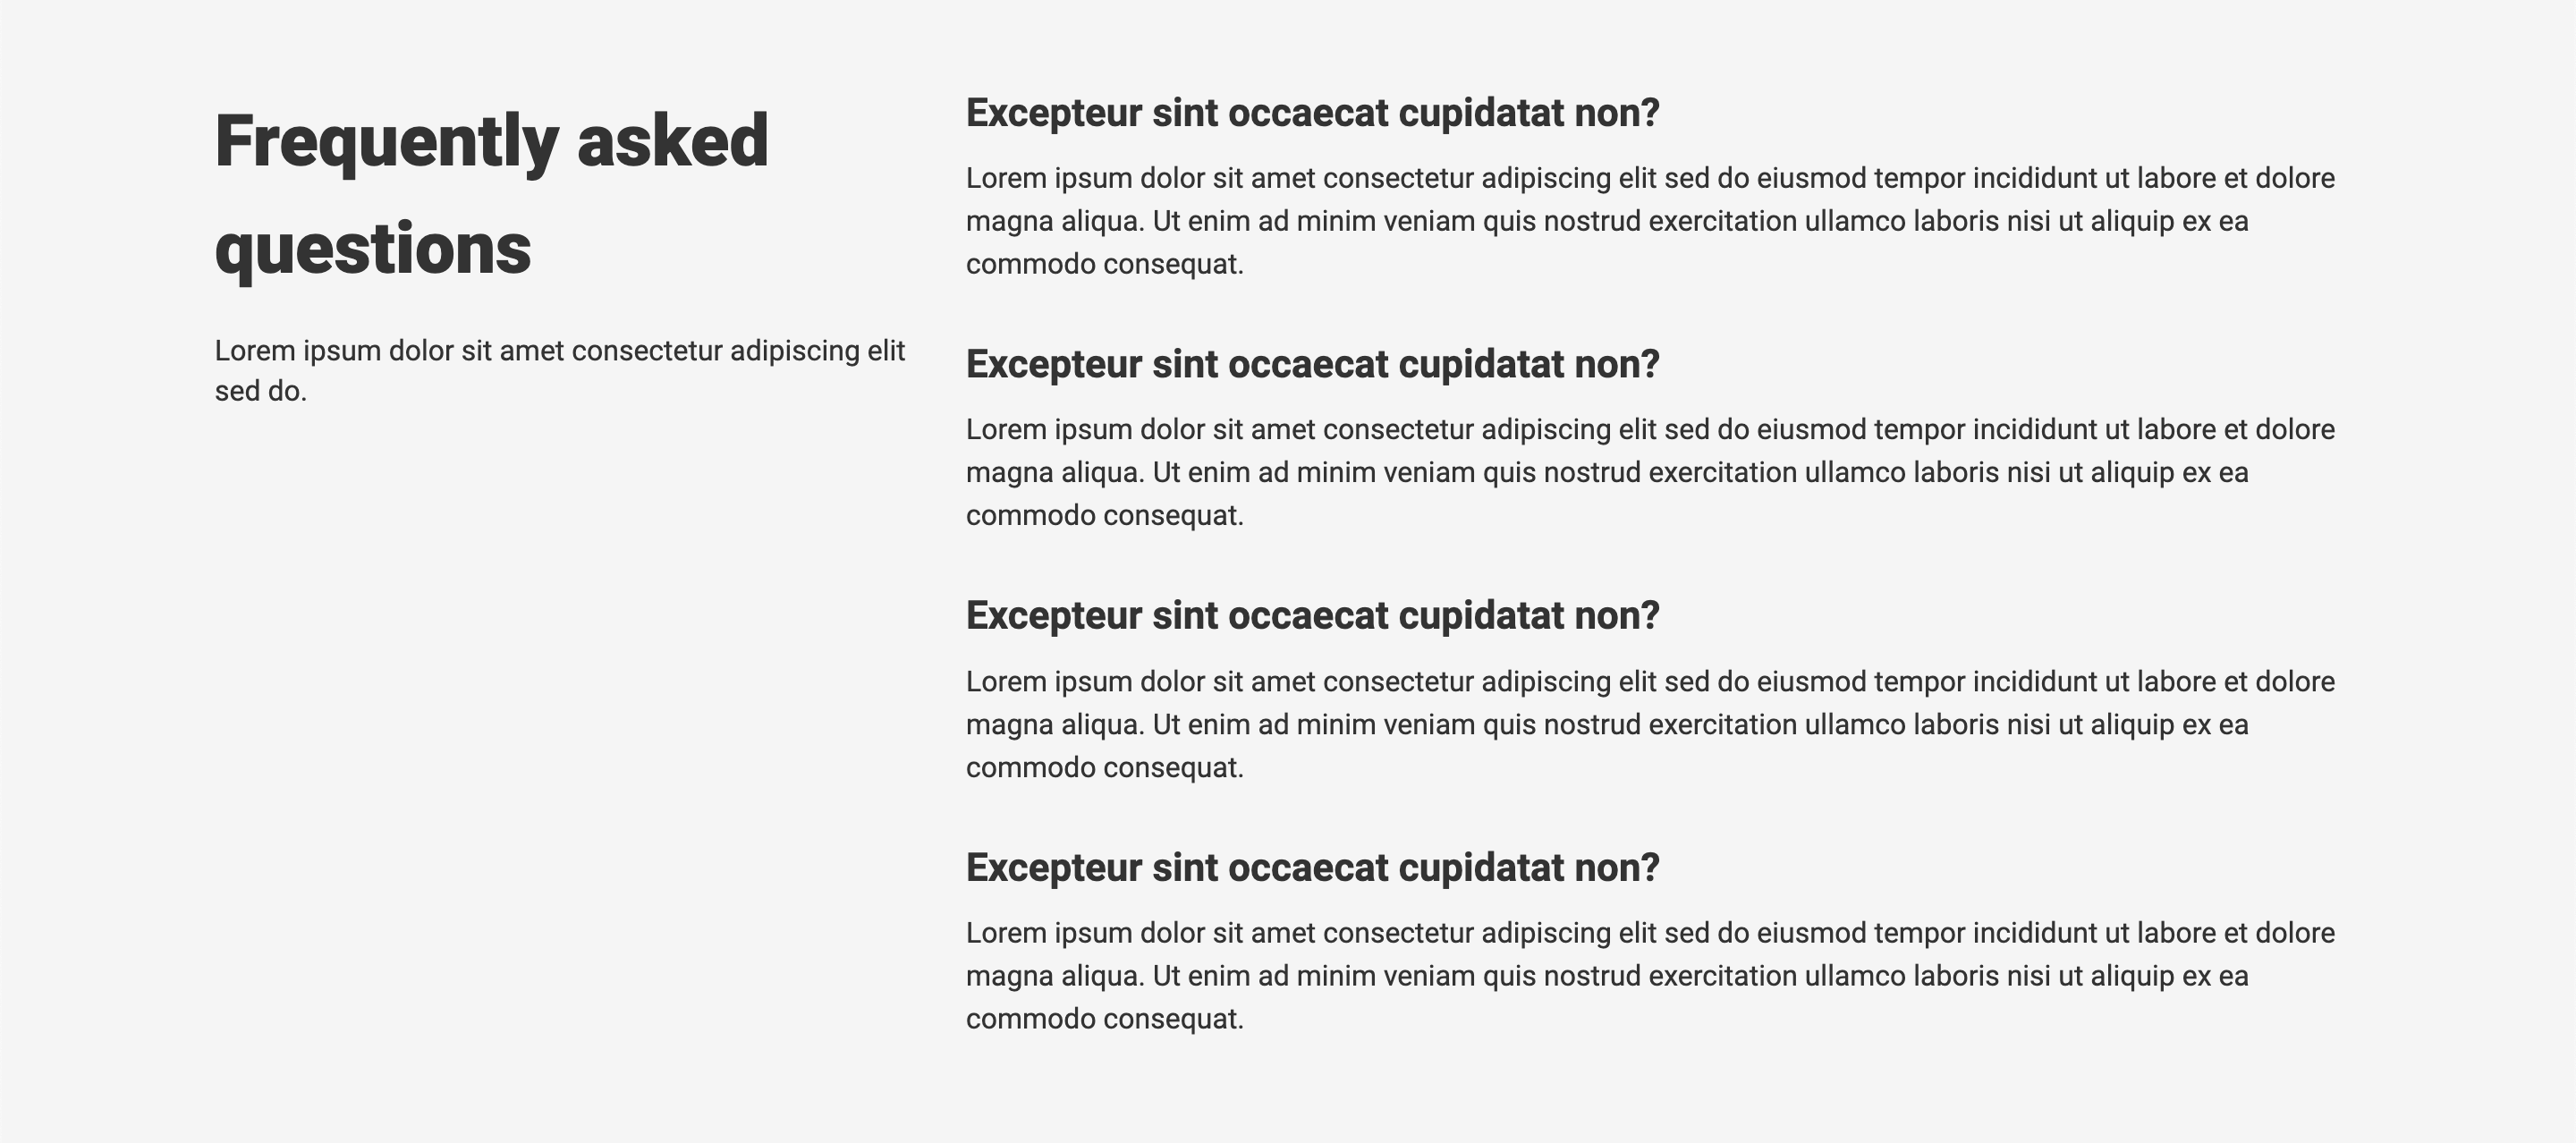 Frequently asked
questions
Lorem ipsum dolor sit amet consectetur adipiscing elit
sed do.
Excepteur sint occaecat cupidatat non?
Lorem ipsum dolor sit amet consectetur adipiscing elit sed do eiusmod tempor incididunt ut labore et dolore
magna aliqua. Ut enim ad minim veniam quis nostrud exercitation ullamco laboris nisi ut aliquip ex ea
commodo consequat.
Excepteur sint occaecat cupidatat non?
Lorem ipsum dolor sit amet consectetur adipiscing elit sed do eiusmod tempor incididunt ut labore et dolore
magna aliqua. Ut enim ad minim veniam quis nostrud exercitation ullamco laboris nisi ut aliquip ex ea
commodo consequat.
Excepteur sint occaecat cupidatat non?
Lorem ipsum dolor sit amet consectetur adipiscing elit sed do eiusmod tempor incididunt ut labore et dolore
magna aliqua. Ut enim ad minim veniam quis nostrud exercitation ullamco laboris nisi ut aliquip ex ea
commodo consequat.
Excepteur sint occaecat cupidatat non?
Lorem ipsum dolor sit amet consectetur adipiscing elit sed do eiusmod tempor incididunt ut labore et dolore
magna aliqua. Ut enim ad minim veniam quis nostrud exercitation ullamco laboris nisi ut aliquip ex ea
commodo consequat.